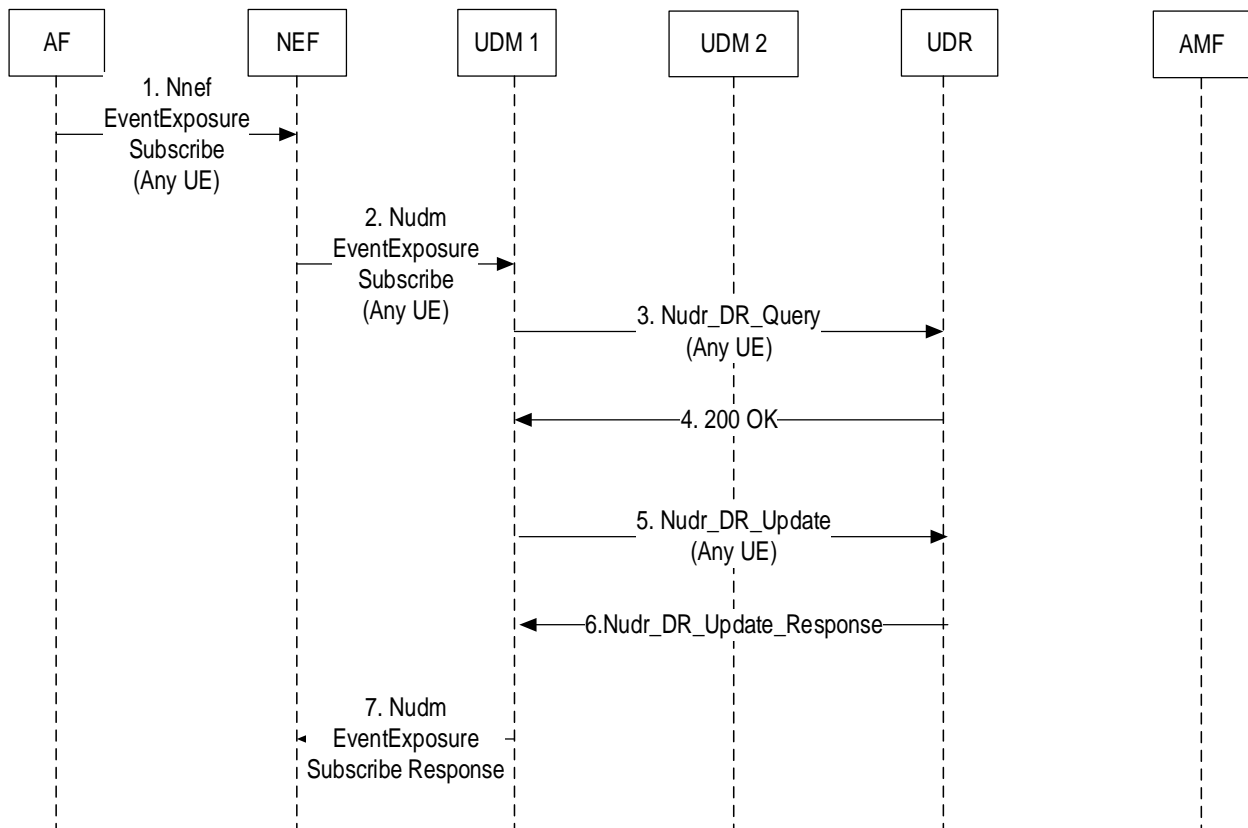 AF
NEF
UDM 1
UDM 2
UDR
AMF
1. Nnef
EventExposure
Subscribe
(Any UE)
2. Nudm
EventExposure
Subscribe
(Any UE)
3. Nudr_DR_Query
(Any UE)
4. 200 OK
5. Nudr_DR_Update
(Any UE)
6.Nudr_DR_Update_Response
7. Nudm
EventExposure
Subscribe Response